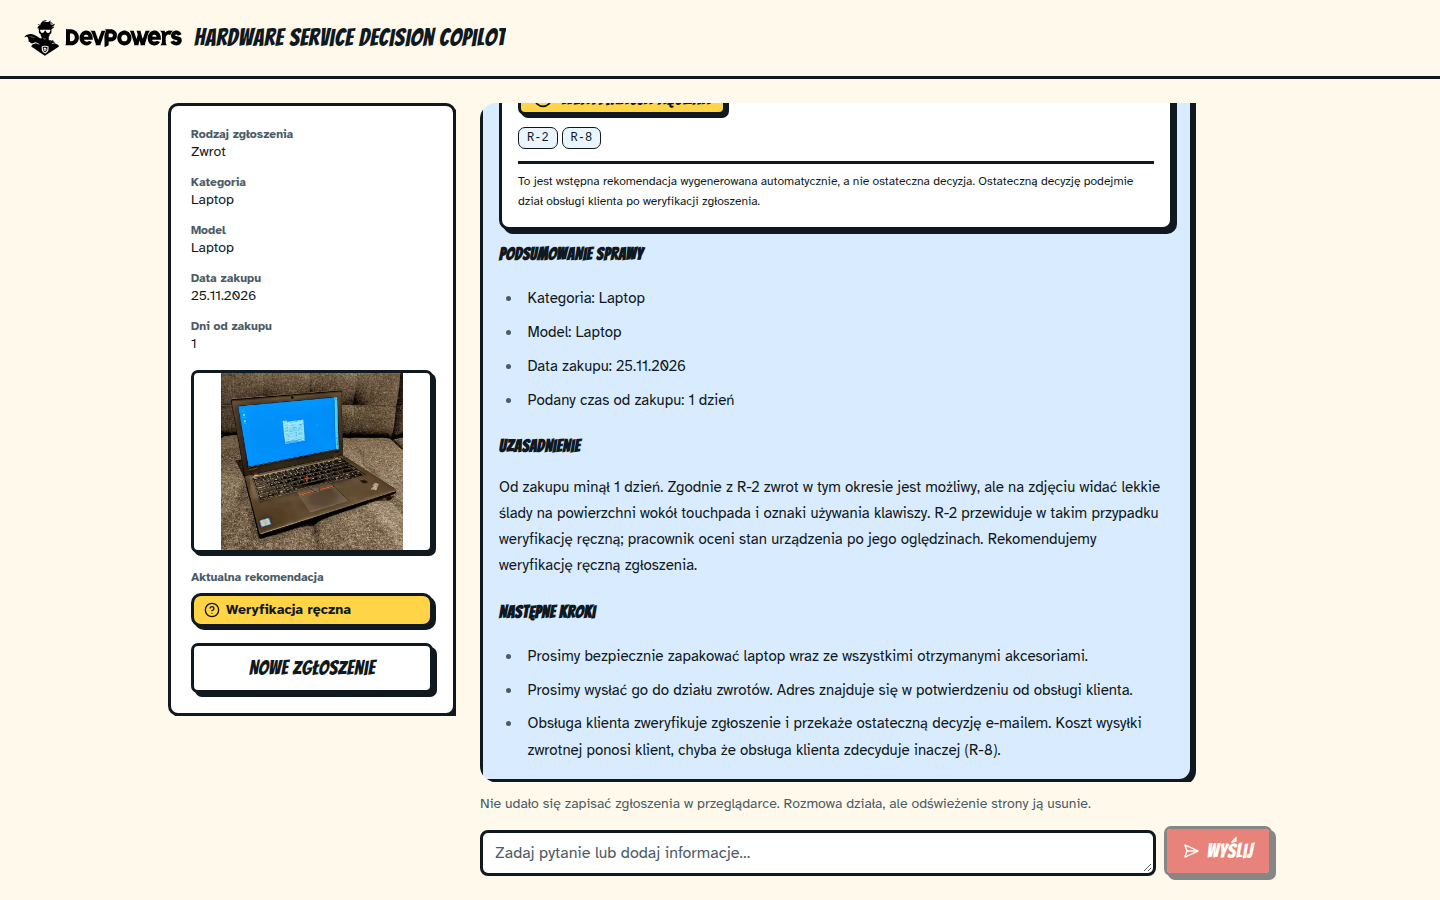 DevPowers HARDWARE SERVICE DECISION COPILOT
Rodzaj zgłoszenia
Zwrot
Kategoria
Laptop
Model
Laptop
Data zakupu
25.11.2026
Dni od zakupu
1
Aktualna rekomendacja
Weryfikacja ręczna
NOWE ZGŁOSZENIE
R-2 R-8
To jest wstępna rekomendacja wygenerowana automatycznie, a nie ostateczna decyzja. Ostateczną decyzję podejmie
dział obsługi klienta po weryfikacji zgłoszenia.
PODSUMOWANIE SPRAWY
Kategoria: Laptop
Model: Laptop
Data zakupu: 25.11.2026
Podany czas od zakupu: 1 dzień
UZASADNIENIE
Od zakupu minął 1 dzień. Zgodnie z R-2 zwrot w tym okresie jest możliwy, ale na zdjęciu widać lekkie
ślady na powierzchni wokół touchpada i oznaki używania klawiszy. R-2 przewiduje w takim przypadku
weryfikację ręczną; pracownik oceni stan urządzenia po jego oględzinach. Rekomendujemy
weryfikację ręczną zgłoszenia.
NASTĘPNE KROKI
Prosimy bezpiecznie zapakować laptop wraz ze wszystkimi otrzymanymi akcesoriami.
Prosimy wysłać go do działu zwrotów. Adres znajduje się w potwierdzeniu od obsługi klienta.
Obsługa klienta zweryfikuje zgłoszenie i przekaże ostateczną decyzję e-mailem. Koszt wysyłki
zwrotnej ponosi klient, chyba że obsługa klienta zdecyduje inaczej (R-8).
Nie udało się zapisać zgłoszenia w przeglądarce. Rozmowa działa, ale odświeżenie strony ją usunie.
Zadaj pytanie lub dodaj informacje...
WYŚLIJ